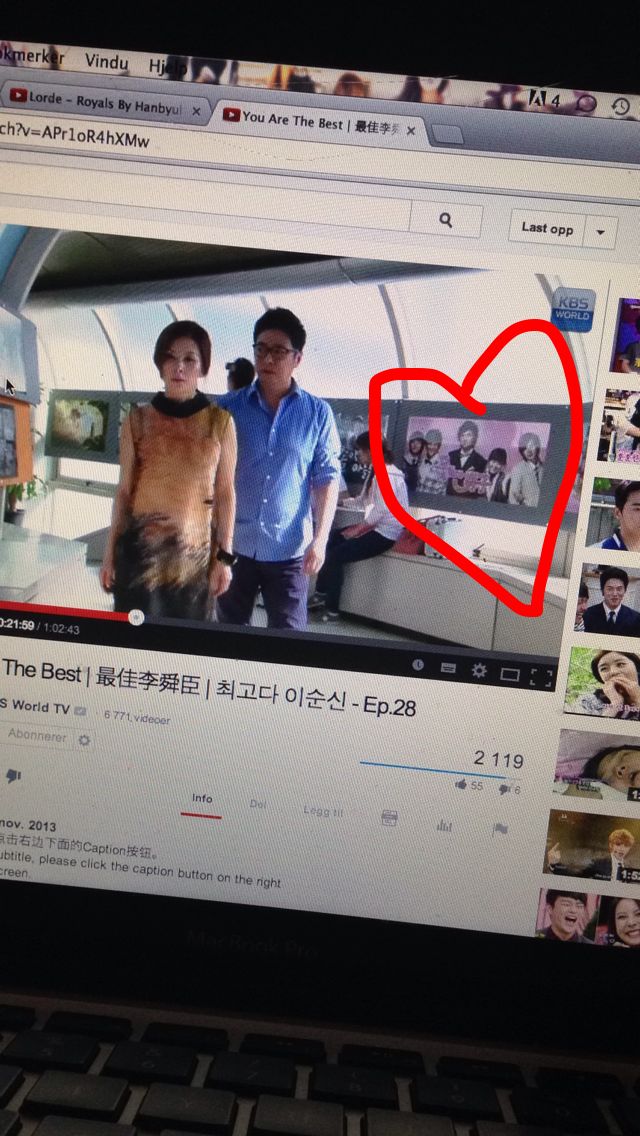 okmerker Vindu Hjelp
4
Lorde - Royals By Hanbyul
You Are The Best | 最佳李舜
ch?v=APr1oR4hXMw
Last opp
KBS
WORLD
0:21:59 / 1:02:43
The Best | 最佳李舜臣 | 최고다 이순신 - Ep.28
S World TV · 6 771 videoer
Abonnerer
2 119
55 6
Info Del Legg til
nov. 2013
点击右边下面的Caption按钮。
ubtitle, please click the caption button on the right
creen.
MacBook Pro